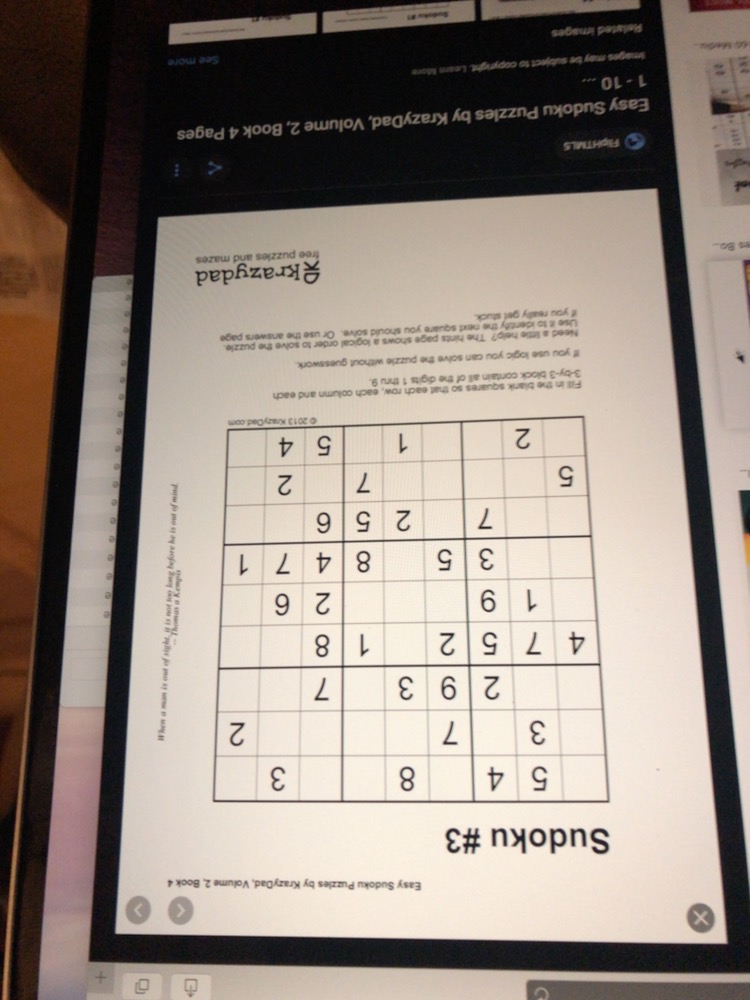 Easy Sudoku Puzzles by KrazyDad, Volume 2, Book 4
Sudoku #3
5 4 8 3
3 7 2
2 9 3 7
4 7 5 2 1 8
1 9 2 6
3 5 8 4 7 1
7 2 5 6
5 7 2
2 1 5 4
© 2013 KrazyDad.com
Fill in the blank squares so that each row, each column and each
3-by-3 block contain all of the digits 1 thru 9.
If you use logic you can solve the puzzle without guesswork.
Need a little help? The hints page shows a logical order to solve the puzzle.
Use it to identify the next square you should solve. Or use the answers page
if you really get stuck.
krazydad
free puzzles and mazes
When a man is out of sight, it is not too long before he is out of mind.
-- Thomas a Kempis
FlipHTML5
Easy Sudoku Puzzles by KrazyDad, Volume 2, Book 4 Pages
1 - 10 ...
Images may be subject to copyright. Learn More
Related images
See more
Sudoku #1